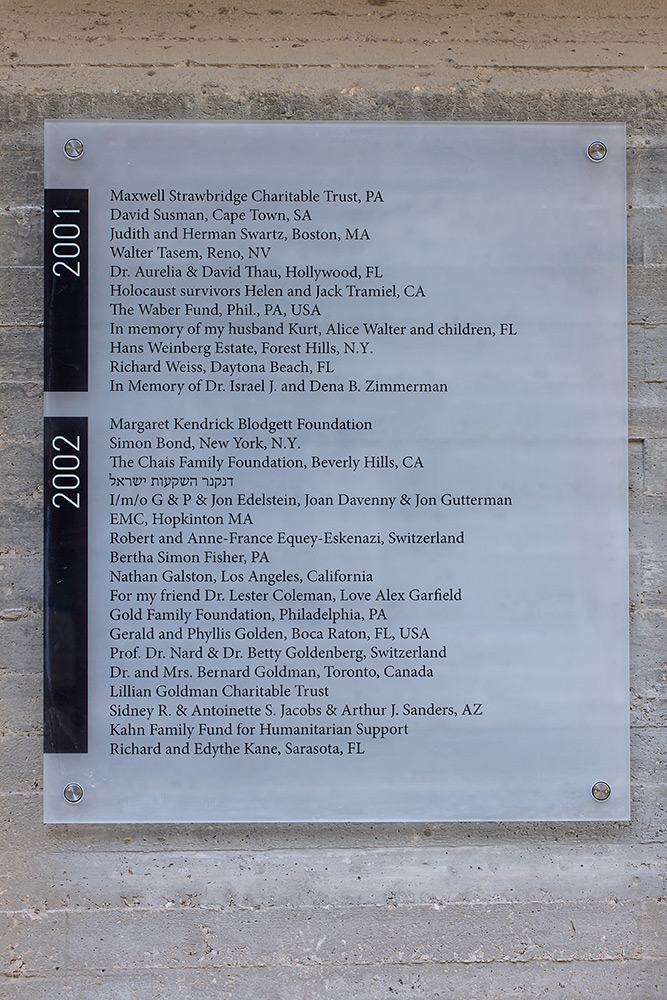 2001
Maxwell Strawbridge Charitable Trust, PA
David Susman, Cape Town, SA
Judith and Herman Swartz, Boston, MA
Walter Tasem, Reno, NV
Dr. Aurelia & David Thau, Hollywood, FL
Holocaust survivors Helen and Jack Tramiel, CA
The Waber Fund, Phil., PA, USA
In memory of my husband Kurt, Alice Walter and children, FL
Hans Weinberg Estate, Forest Hills, N.Y.
Richard Weiss, Daytona Beach, FL
In Memory of Dr. Israel J. and Dena B. Zimmerman
2002
Margaret Kendrick Blodgett Foundation
Simon Bond, New York, N.Y.
The Chais Family Foundation, Beverly Hills, CA
דנקנר השקעות ישראל
I/m/o G & P & Jon Edelstein, Joan Davenny & Jon Gutterman
EMC, Hopkinton MA
Robert and Anne-France Equey-Eskenazi, Switzerland
Bertha Simon Fisher, PA
Nathan Galston, Los Angeles, California
For my friend Dr. Lester Coleman, Love Alex Garfield
Gold Family Foundation, Philadelphia, PA
Gerald and Phyllis Golden, Boca Raton, FL, USA
Prof. Dr. Nard & Dr. Betty Goldenberg, Switzerland
Dr. and Mrs. Bernard Goldman, Toronto, Canada
Lillian Goldman Charitable Trust
Sidney R. & Antoinette S. Jacobs & Arthur J. Sanders, AZ
Kahn Family Fund for Humanitarian Support
Richard and Edythe Kane, Sarasota, FL